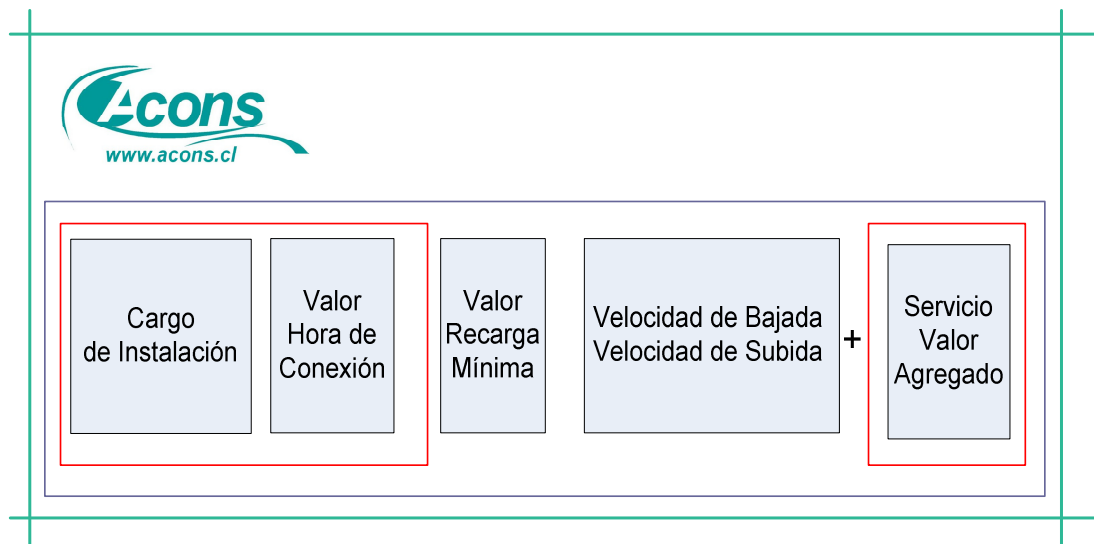 Acons
www.acons.cl
Cargo
de Instalación
Valor
Hora de
Conexión
Valor
Recarga
Mínima
Velocidad de Bajada
Velocidad de Subida
+
Servicio
Valor
Agregado